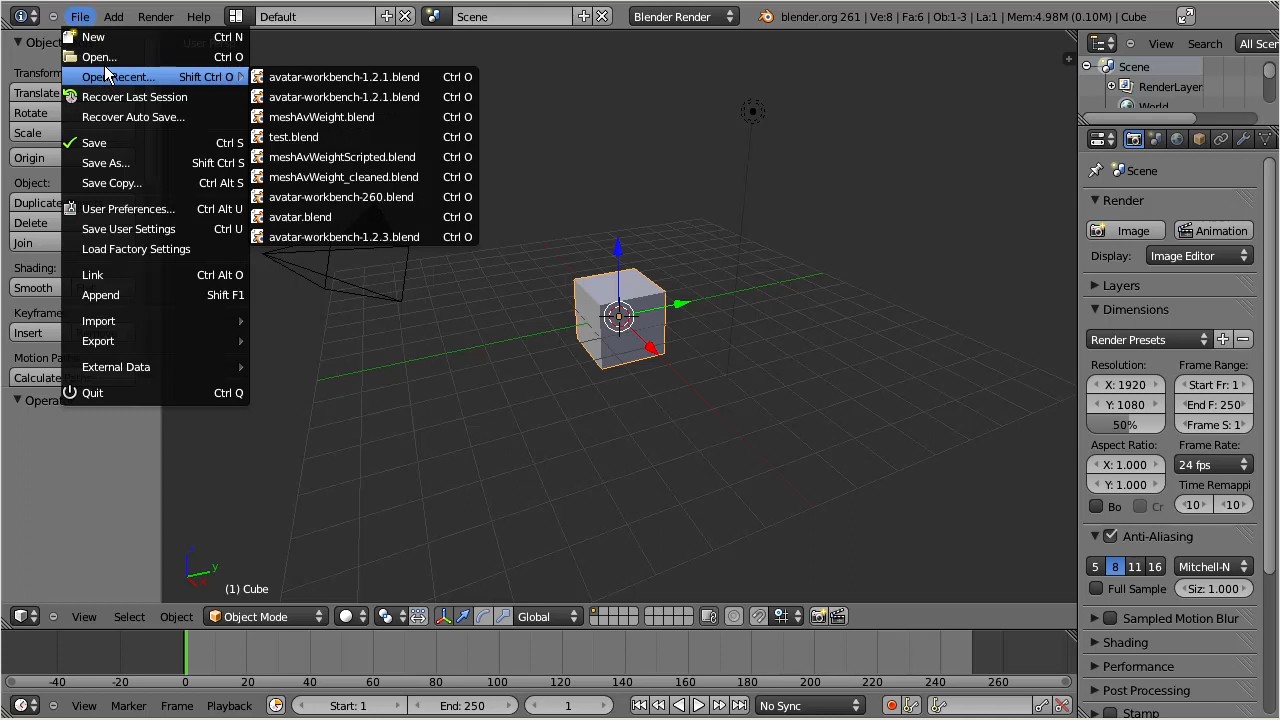 File Add Render Help Default Scene Blender Render blender.org 261 | Ve:8 | Fa:6 | Ob:1-3 | La:1 | Mem:4.98M (0.10M) | Cube
New Ctrl N
Open... Ctrl O
Shift Ctrl O
Recover Last Session
Recover Auto Save...
Save Ctrl S
Save As... Shift Ctrl S
Save Copy... Ctrl Alt S
User Preferences... Ctrl Alt U
Save User Settings Ctrl U
Load Factory Settings
Link Ctrl Alt O
Append Shift F1
Import
Export
External Data
Quit Ctrl Q
avatar-workbench-1.2.1.blend Ctrl O
avatar-workbench-1.2.1.blend Ctrl O
meshAvWeight.blend Ctrl O
test.blend Ctrl O
meshAvWeightScripted.blend Ctrl O
meshAvWeight_cleaned.blend Ctrl O
avatar-workbench-260.blend Ctrl O
avatar.blend Ctrl O
avatar-workbench-1.2.3.blend Ctrl O
Transform
Translate
Rotate
Scale
Origin
Object:
Duplicate
Delete
Join
Shading:
Smooth
Keyframe
Insert
Motion Pa
Calculate
Opera
z
y
x
(1) Cube
View Search All Scen
Scene
RenderLayer
World
Scene
Render
Image Animation
Display: Image Editor
Layers
Dimensions
Render Presets
Resolution: Frame Range:
X: 1920 Start Fr: 1
Y: 1080 End F: 250
50% Frame S: 1
Aspect Ratio: Frame Rate:
X: 1.000 24 fps
Y: 1.000 Time Remappi
Bo Cr 10 10
Anti-Aliasing
5 8 11 16 Mitchell-N
Full Sample Siz: 1.000
Sampled Motion Blur
Shading
Performance
Post Processing
Stamp
View Select Object Object Mode Global
-40 -20 0 20 40 60 80 100 120 140 160 180 200 220 240 260
View Marker Frame Playback Start: 1 End: 250 1 No Sync